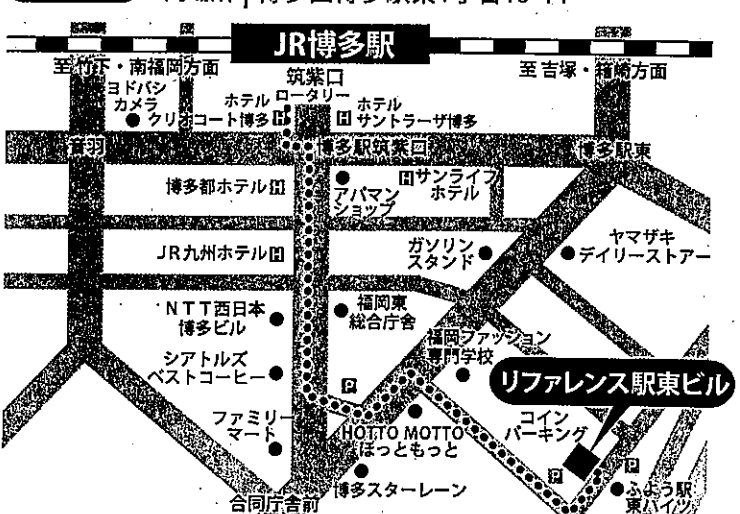 JR博多駅
至竹下・南福岡方面
筑紫口
ロータリー
至吉塚・箱崎方面
ヨドバシ
カメラ
クリオコート博多
ホテル
H
H
ホテル
サントラーザ博多
音羽
博多駅筑紫口
博多駅東
博多都ホテル
H
アパマン
ショップ
H
サンライフ
ホテル
JR九州ホテル
H
ガソリン
スタンド
ヤマザキ
デイリーストアー
NTT西日本
博多ビル
福岡東
総合庁舎
福岡ファッション
専門学校
シアトルズ
ベストコーヒー
P
リファレンス駅東ビル
ファミリー
マート
HOTTO MOTTO
ほっともっと
コイン
パーキング
P
P
合同庁舎前
博多スターレーン
ふよう駅
東ハイツ